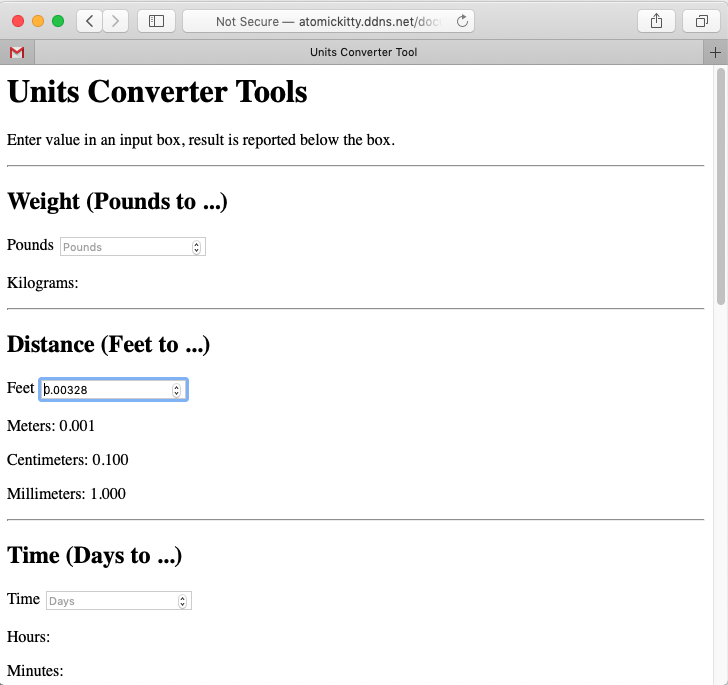 Not Secure — atomickitty.ddns.net/doc
Units Converter Tool
Units Converter Tools
Enter value in an input box, result is reported below the box.
Weight (Pounds to ...)
Pounds Pounds
Kilograms:
Distance (Feet to ...)
Feet 0.00328
Meters: 0.001
Centimeters: 0.100
Millimeters: 1.000
Time (Days to ...)
Time Days
Hours:
Minutes: